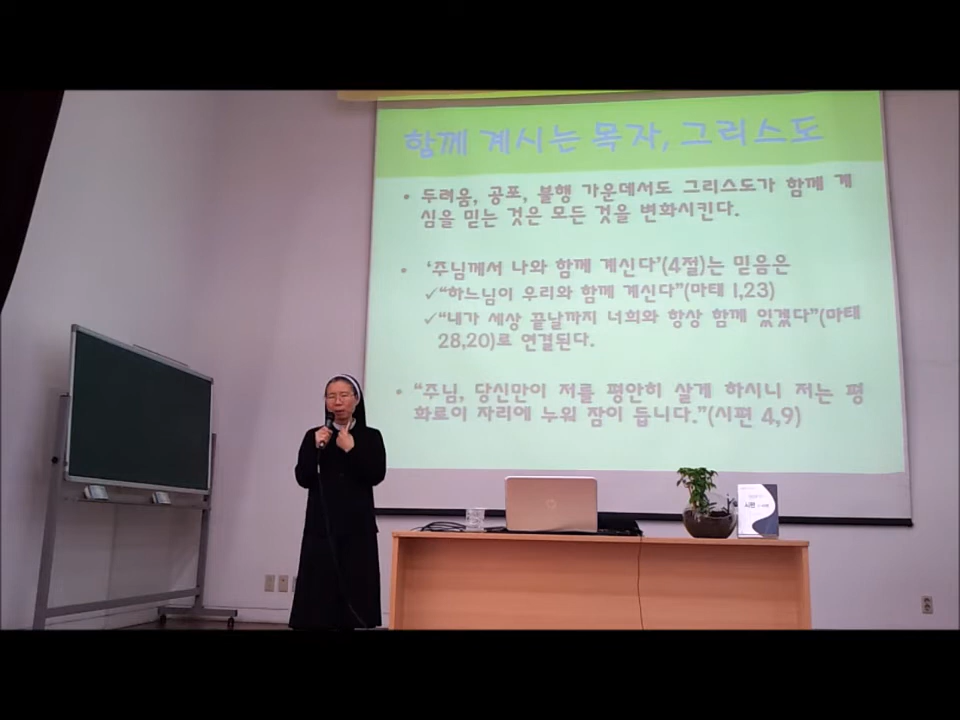 함께 계시는 목자, 그리스도
• 두려움, 공포, 불행 가운데서도 그리스도가 함께 계
심을 믿는 것은 모든 것을 변화시킨다.
• ‘주님께서 나와 함께 계신다’(4절)는 믿음은
✓“하느님이 우리와 함께 계신다”(마태 1,23)
✓“내가 세상 끝날까지 너희와 항상 함께 있겠다”(마태
28,20)로 연결된다.
• “주님, 당신만이 저를 평안히 살게 하시니 저는 평
화로이 자리에 누워 잠이 듭니다.”(시편 4,9)
시편